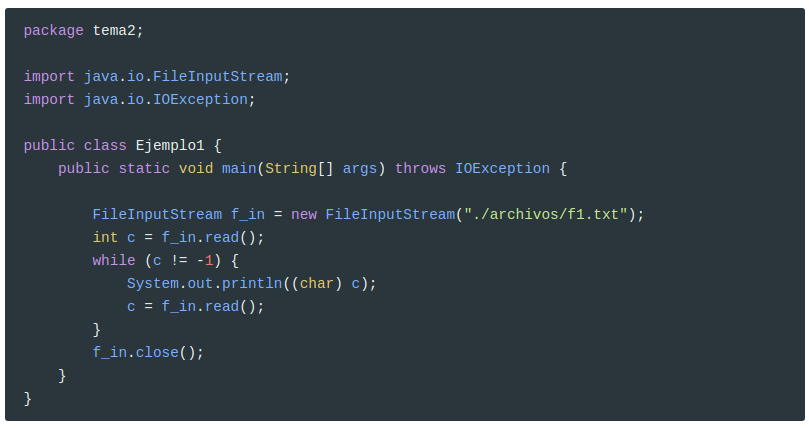 package tema2;

import java.io.FileInputStream;
import java.io.IOException;

public class Ejemplo1 {
    public static void main(String[] args) throws IOException {

        FileInputStream f_in = new FileInputStream("./archivos/f1.txt");
        int c = f_in.read();
        while (c != -1) {
            System.out.println((char) c);
            c = f_in.read();
        }
        f_in.close();
    }
}